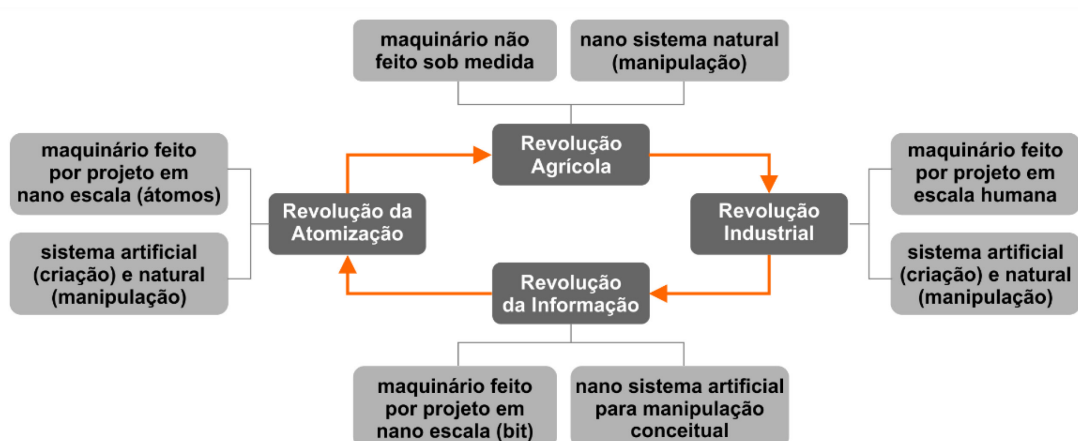 maquinário não
feito sob medida
nano sistema natural
(manipulação)
Revolução
Agrícola
maquinário feito
por projeto em
nano escala (átomos)
sistema artificial
(criação) e natural
(manipulação)
Revolução da
Atomização
Revolução
Industrial
maquinário feito
por projeto em
escala humana
sistema artificial
(criação) e natural
(manipulação)
Revolução
da Informação
maquinário feito
por projeto em
nano escala (bit)
nano sistema artificial
para manipulação
conceitual